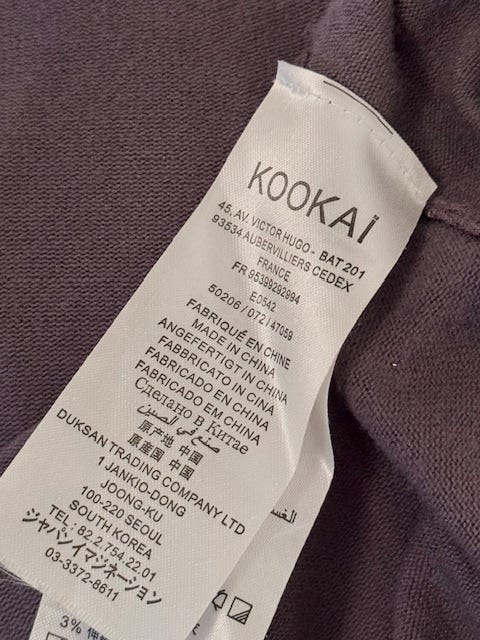 KOOKAÏ
45, AV. VICTOR HUGO - BAT 201
93534 AUBERVILLIERS CEDEX
FRANCE
FR 95399292994
E0542
50206 / 072147059
FABRIQUÉ EN CHINE
MADE IN CHINA
ANGEFERTIGT IN CHINA
FABBRICATO IN CINA
FABRICADO EN CHINA
FABRICADO EM CHINA
Сделано в Китае
صنع في الصين
原产地 中国
原産国 中国
DUKSAN TRADING COMPANY LTD
1 JANKIO-DONG
JOONG-KU
100-220 SEOUL
SOUTH KOREA
TEL : 82.2.754.22.01
ジャパンイマジネーション
03-3372-8611
3%